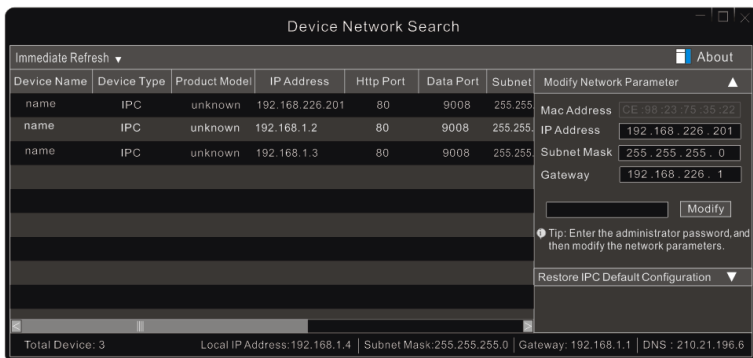 Device Network Search
Immediate Refresh ▼ About
Device Name Device Type Product Model IP Address Http Port Data Port Subnet
name IPC unknown 192.168.226.201 80 9008 255.255.
name IPC unknown 192.168.1.2 80 9008 255.255.
name IPC unknown 192.168.1.3 80 9008 255.255.
Modify Network Parameter ▲
Mac Address CE:98:23:75:35:22
IP Address 192.168.226.201
Subnet Mask 255.255.255.0
Gateway 192.168.226.1
Modify
Tip: Enter the administrator password,and
then modify the network parameters.
Restore IPC Default Configuration ▼
Total Device: 3 Local IP Address:192.168.1.4 Subnet Mask:255.255.255.0 Gateway: 192.168.1.1 DNS : 210.21.196.6